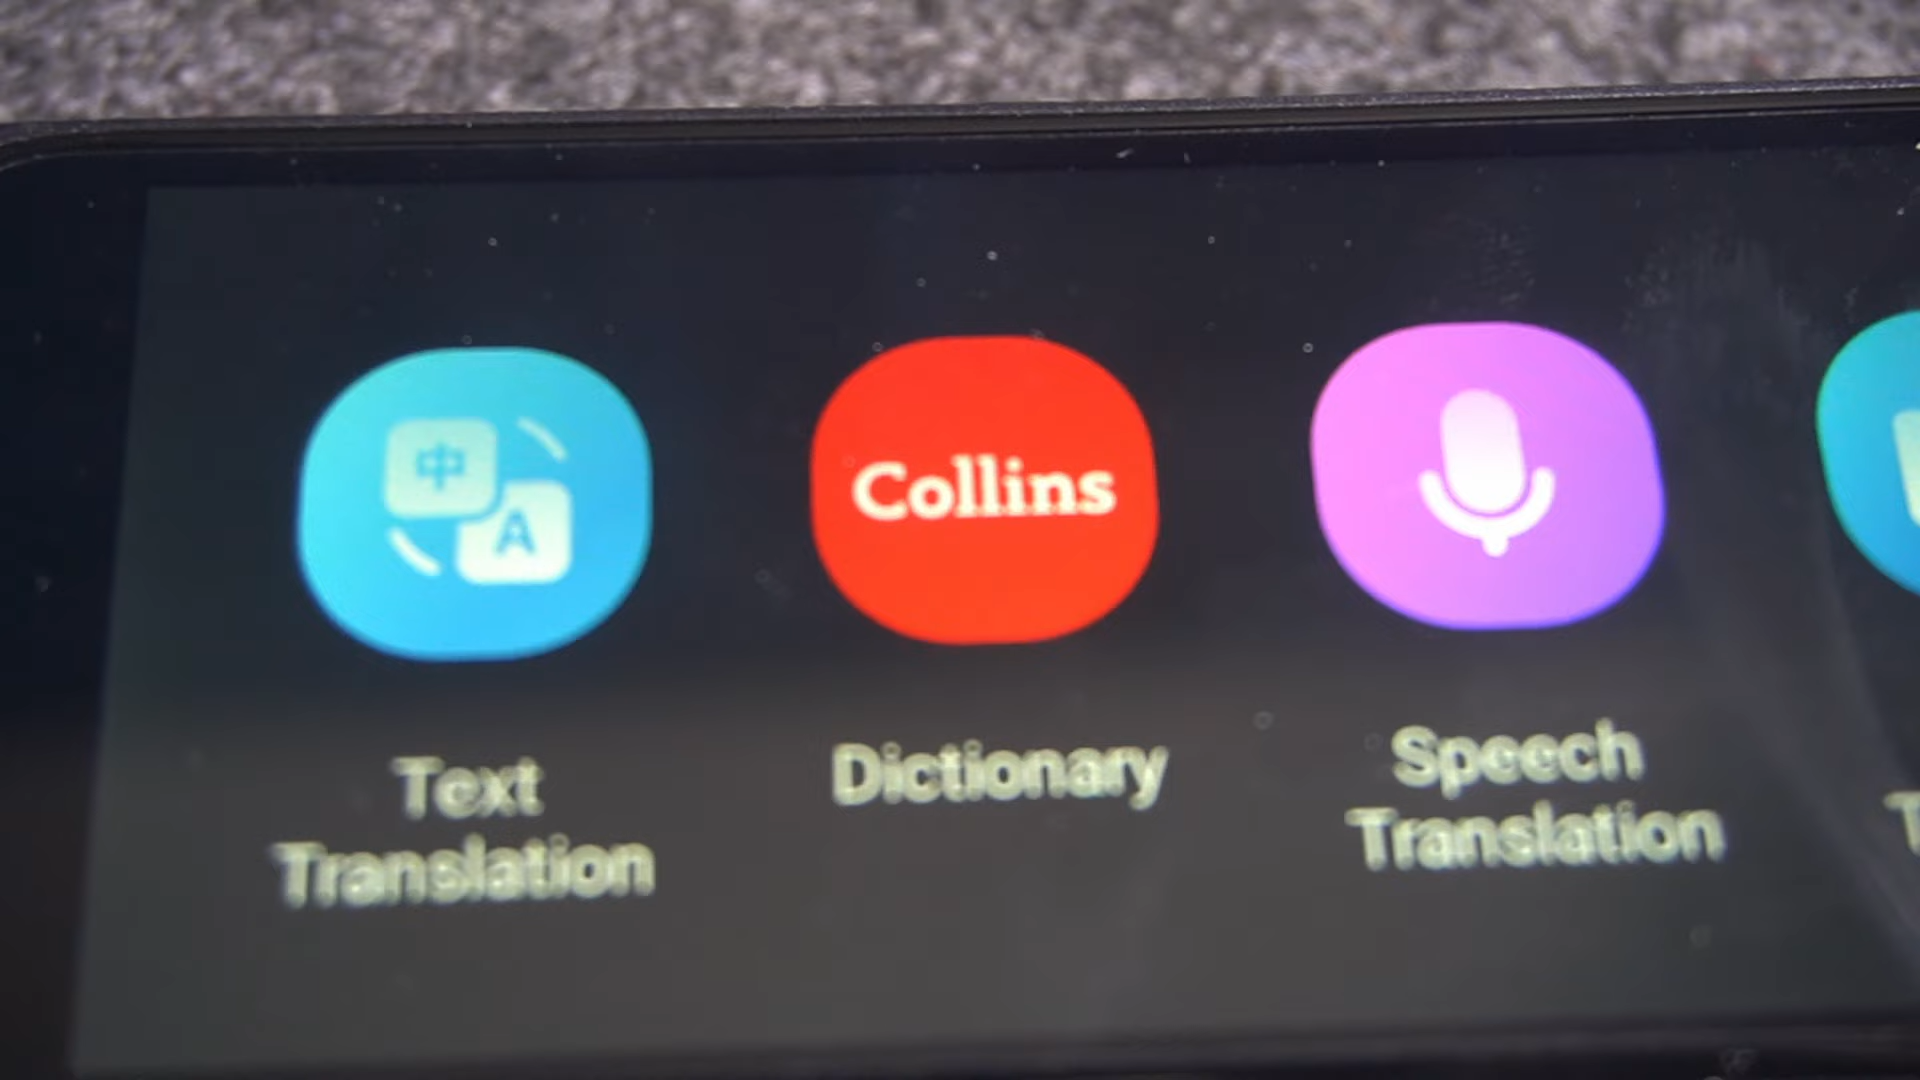 中
A
Collins
Text
Translation
Dictionary
Speech
Translation